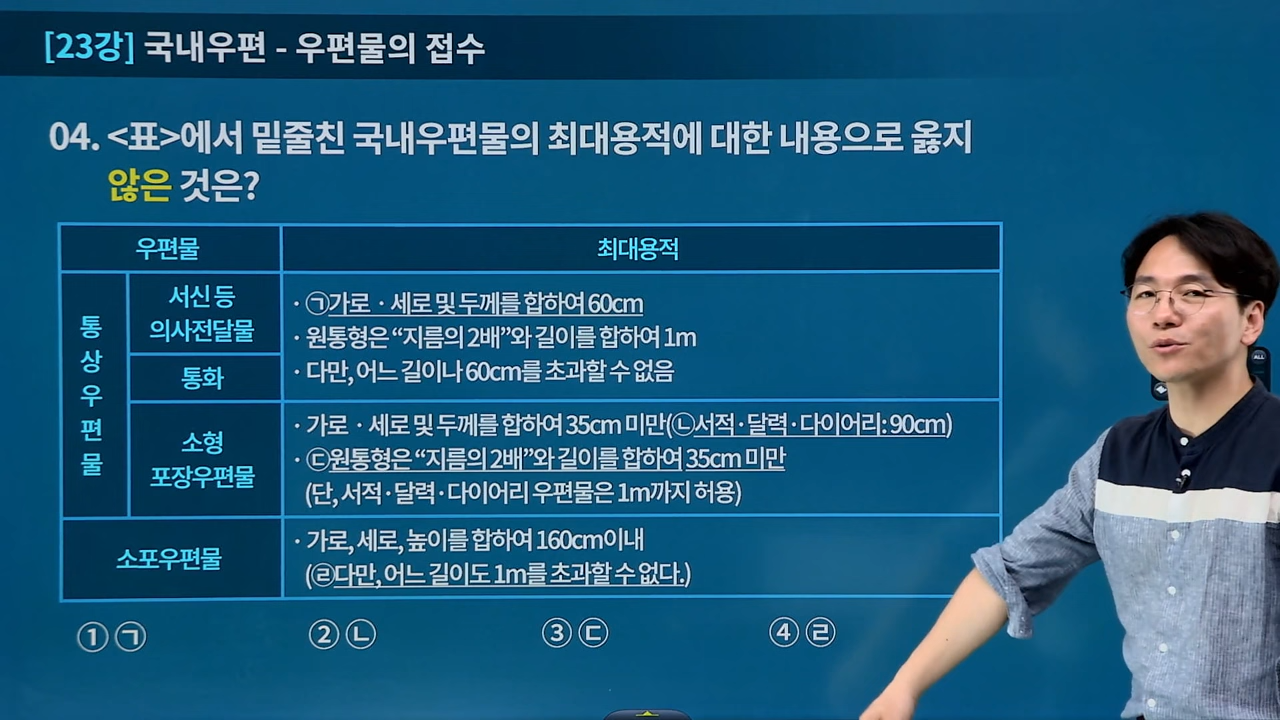 [23강] 국내우편 - 우편물의 접수
04. <표>에서 밑줄친 국내우편물의 최대용적에 대한 내용으로 옳지
않은 것은?
우편물
최대용적
통상우편물
서신 등
의사전달물
통화
· ㉠가로 · 세로 및 두께를 합하여 60cm
· 원통형은 “지름의 2배”와 길이를 합하여 1m
· 다만, 어느 길이나 60cm를 초과할 수 없음
소형
포장우편물
· 가로 · 세로 및 두께를 합하여 35cm 미만(㉡서적·달력·다이어리: 90cm)
· ㉢원통형은 “지름의 2배”와 길이를 합하여 35cm 미만
(단, 서적·달력·다이어리 우편물은 1m까지 허용)
소포우편물
· 가로, 세로, 높이를 합하여 160cm이내
(㉣다만, 어느 길이도 1m를 초과할 수 없다.)
① ㉠ ② ㉡ ③ ㉢ ④ ㉣
ALL